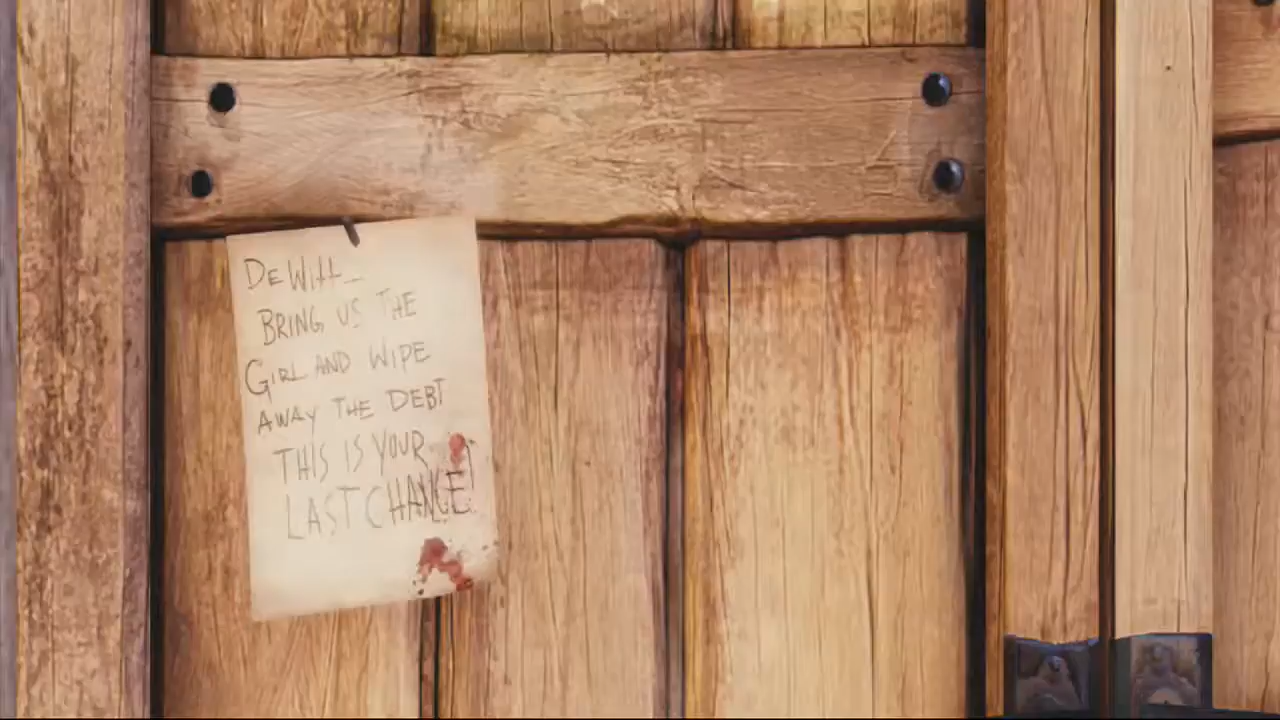 DEWITT—
BRING US THE
GIRL AND WIPE
AWAY THE DEBT
THIS IS YOUR
LAST CHANCE!